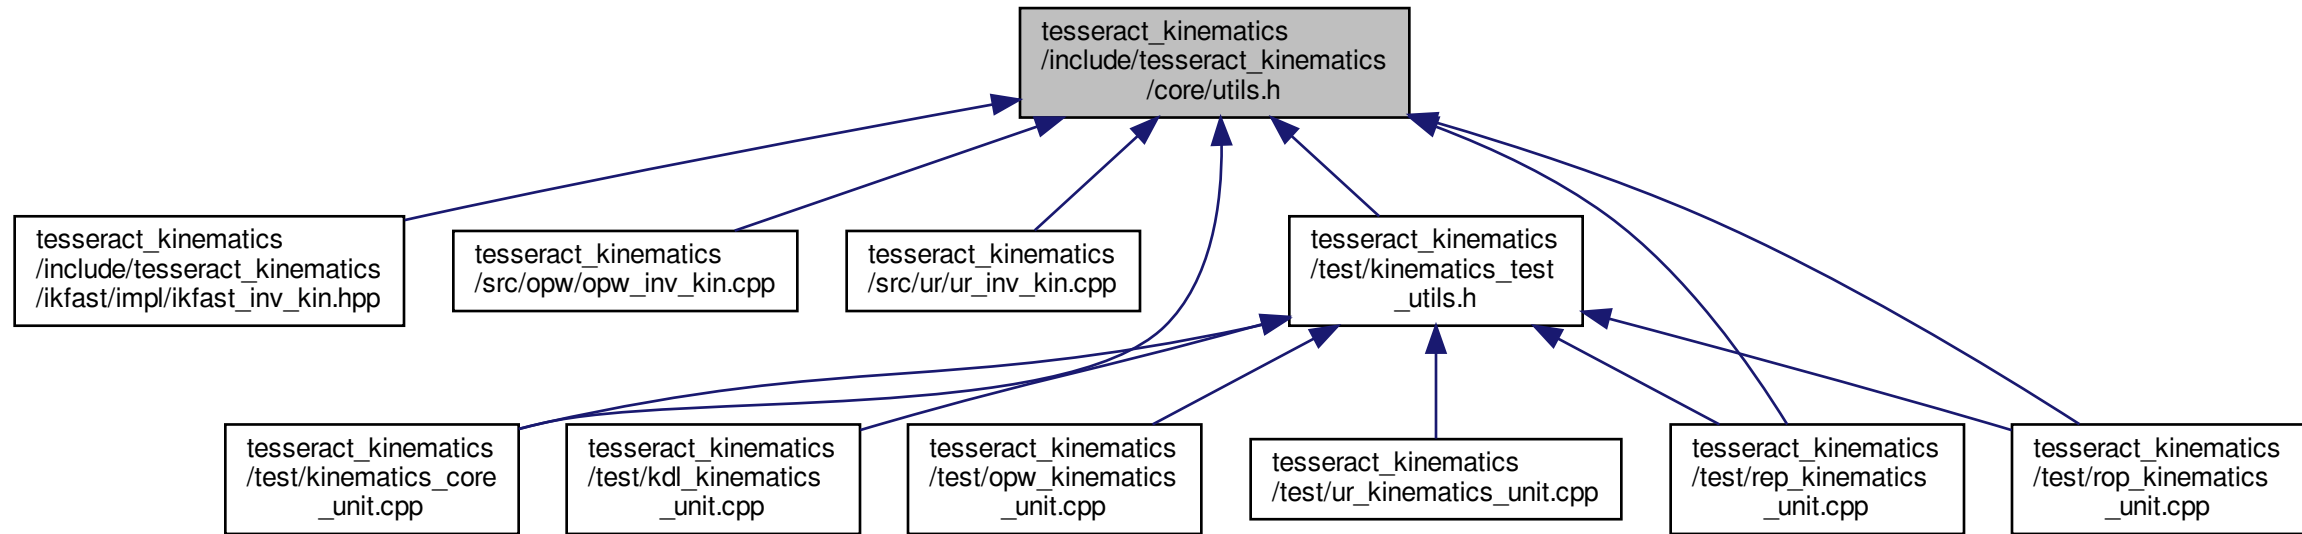 tesseract_kinematics
/include/tesseract_kinematics
/core/utils.h
tesseract_kinematics
/include/tesseract_kinematics
/ikfast/impl/ikfast_inv_kin.hpp
tesseract_kinematics
/src/opw/opw_inv_kin.cpp
tesseract_kinematics
/src/ur/ur_inv_kin.cpp
tesseract_kinematics
/test/kinematics_test
_utils.h
tesseract_kinematics
/test/kinematics_core
_unit.cpp
tesseract_kinematics
/test/kdl_kinematics
_unit.cpp
tesseract_kinematics
/test/opw_kinematics
_unit.cpp
tesseract_kinematics
/test/ur_kinematics_unit.cpp
tesseract_kinematics
/test/rep_kinematics
_unit.cpp
tesseract_kinematics
/test/rop_kinematics
_unit.cpp